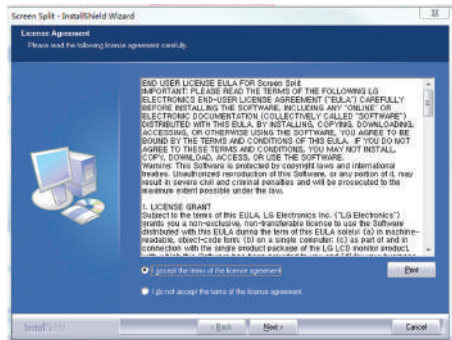 Screen Split - InstallShield Wizard
License Agreement
Please read the following license agreement carefully.
END USER LICENSE EULA FOR Screen Split
IMPORTANT: PLEASE READ THE TERMS OF THE FOLLOWING LG
ELECTRONICS END-USER LICENSE AGREEMENT ("EULA") CAREFULLY
BEFORE INSTALLING THE SOFTWARE, INCLUDING ANY "ONLINE" OR
ELECTRONIC DOCUMENTATION (COLLECTIVELY CALLED "SOFTWARE")
DISTRIBUTED WITH THIS EULA. BY INSTALLING, COPYING, DOWNLOADING,
ACCESSING, OR OTHERWISE USING THE SOFTWARE, YOU AGREE TO BE
BOUND BY THE TERMS AND CONDITIONS OF THIS EULA. IF YOU DO NOT
AGREE TO THESE TERMS AND CONDITIONS, YOU MAY NOT INSTALL,
COPY, DOWNLOAD, ACCESS, OR USE THE SOFTWARE.
Warning: This Software is protected by copyright laws and international
treaties. Unauthorized reproduction of this Software, or any portion of it, may
result in severe civil and criminal penalties and will be prosecuted to the
maximum extent possible under the law.
1. LICENSE GRANT
Subject to the terms of this EULA, LG Electronics Inc. ("LG Electronics")
grants you a non-exclusive, non-transferable license to use the Software
distributed with this EULA during the term of this EULA solely: (a) in machine-
readable, object-code form; (b) on a single computer; (c) as part of and in
connection with the single product package of the LG LCD monitor product,
I accept the terms of the license agreement
Print
I do not accept the terms of the license agreement
InstallShield
< Back
Next >
Cancel